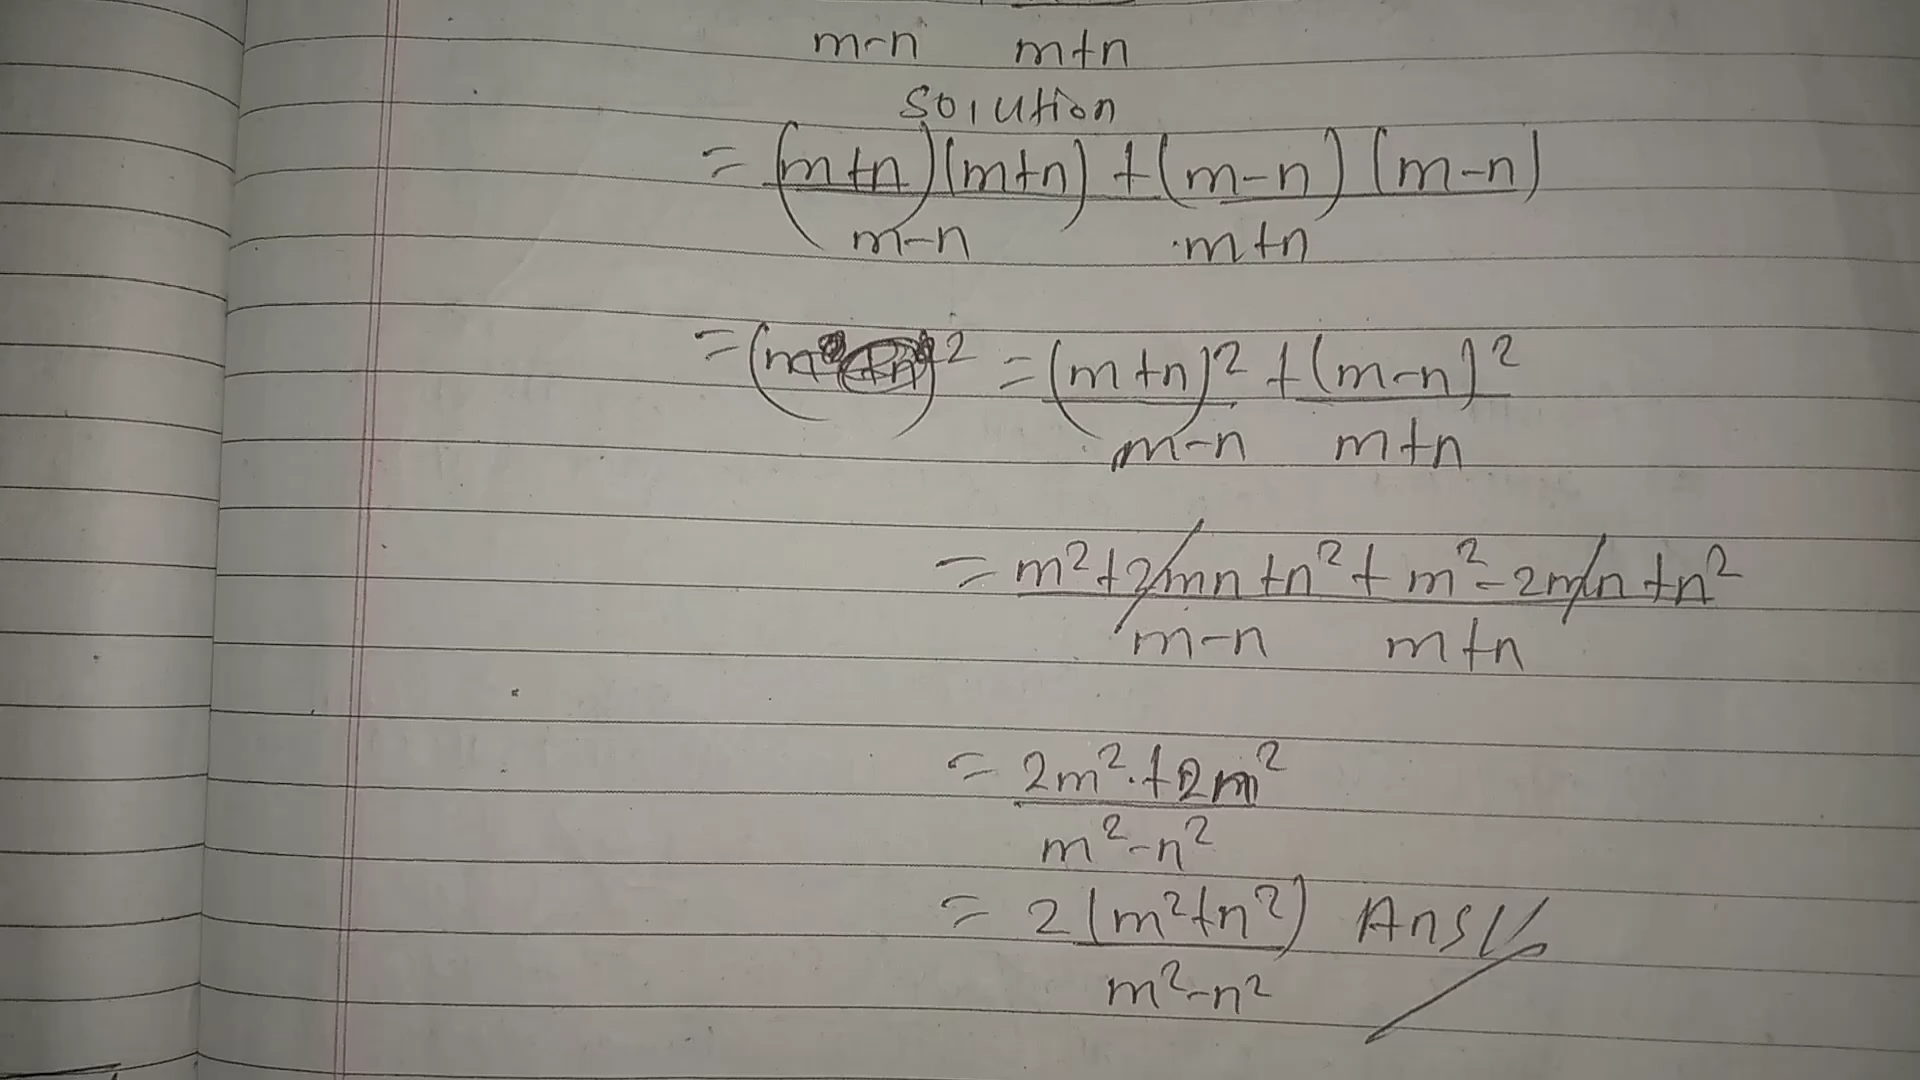 m-n m+n
Solution
= (m+n)(m+n) + (m-n) (m-n)
m-n m+n
= (m )² = (m+n)² + (m-n)²
m-n m+n
= m²+2mn+n²+m²-2mn+n²
m-n m+n
= 2m²+2m²
m²-n²
= 2(m²+n²) Ans
m²-n²